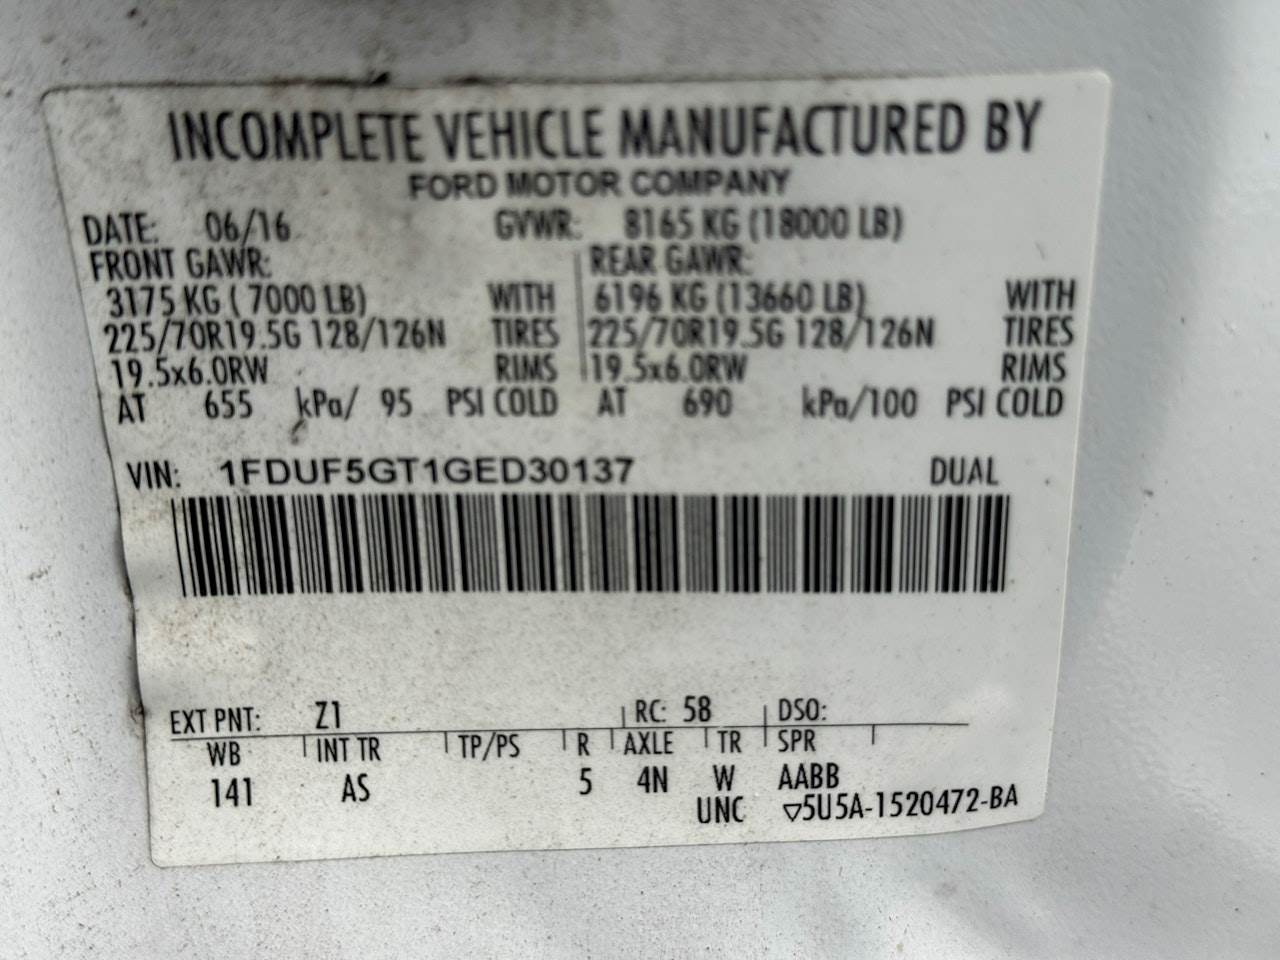 INCOMPLETE VEHICLE MANUFACTURED BY
FORD MOTOR COMPANY
DATE: 06/16 GVWR: 8165 KG (18000 LB)
FRONT GAWR: REAR GAWR:
3175 KG ( 7000 LB) WITH 6196 KG (13660 LB) WITH
225/70R19.5G 128/126N TIRES 225/70R19.5G 128/126N TIRES
19.5x6.0RW RIMS 19.5x6.0RW RIMS
AT 655 kPa/ 95 PSI COLD AT 690 kPa/100 PSI COLD
VIN: 1FDUF5GT1GED30137 DUAL
EXT PNT: Z1 RC: 58 DSO:
WB INT TR TP/PS R AXLE TR SPR
141 AS 5 4N W AABB
UNC ▽5U5A-1520472-BA